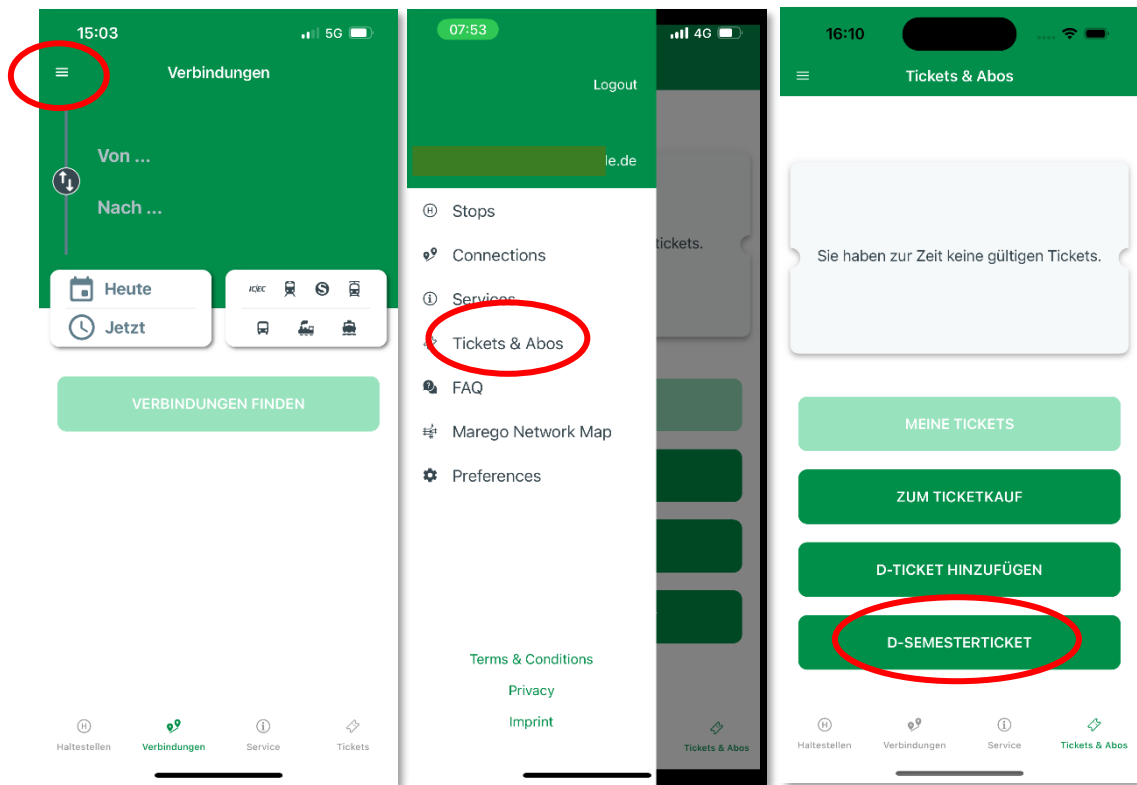 15:03
5G
Verbindungen
Von ...
Nach ...
Heute
IC/EC
S
Jetzt
VERBINDUNGEN FINDEN
H
Haltestellen
Verbindungen
Service
Tickets
07:53
4G
Logout
le.de
H Stops
Connections
Services
Tickets & Abos
FAQ
Marego Network Map
Preferences
tickets.
Terms & Conditions
Privacy
Imprint
Tickets & Abos
16:10
Tickets & Abos
Sie haben zur Zeit keine gültigen Tickets.
MEINE TICKETS
ZUM TICKETKAUF
D-TICKET HINZUFÜGEN
D-SEMESTERTICKET
H
Haltestellen
Verbindungen
Service
Tickets & Abos